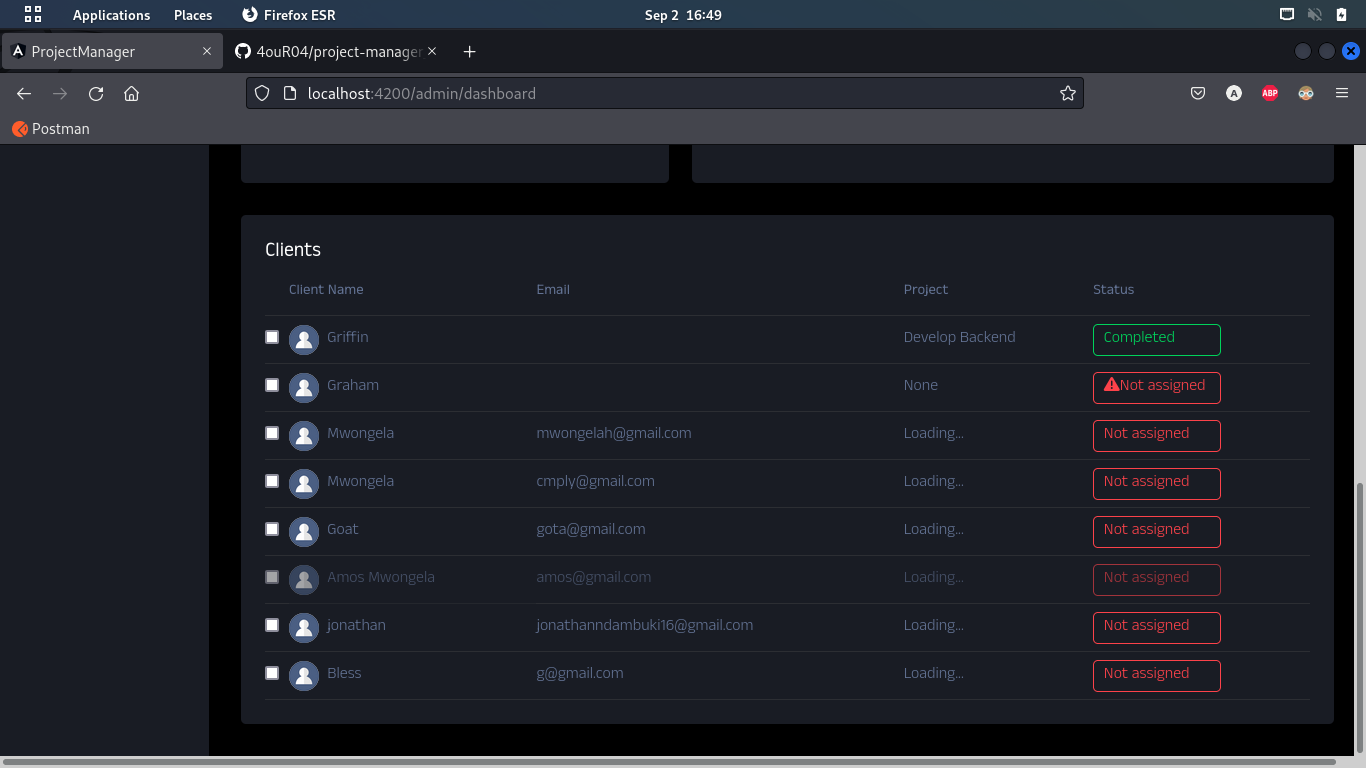 Applications Places Firefox ESR Sep 2 16:49
ProjectManager 4ouR04/project-manager
localhost:4200/admin/dashboard A ABP
Postman
Clients
Client Name Email Project Status
Griffin Develop Backend Completed
Graham None Not assigned
Mwongela mwongelah@gmail.com Loading... Not assigned
Mwongela cmply@gmail.com Loading... Not assigned
Goat gota@gmail.com Loading... Not assigned
Amos Mwongela amos@gmail.com Loading... Not assigned
jonathan jonathanndambuki16@gmail.com Loading... Not assigned
Bless g@gmail.com Loading... Not assigned